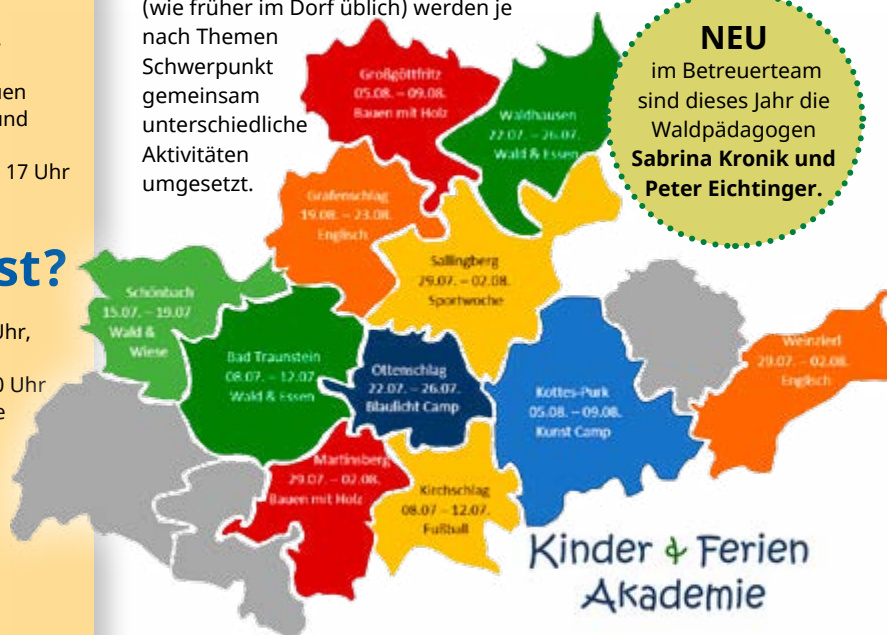 uen
und
17 Uhr
st?
Uhr,
0 Uhr
e
(wie früher im Dorf üblich) werden je
nach Themen
Schwerpunkt
gemeinsam
unterschiedliche
Aktivitäten
umgesetzt.
NEU
im Betreuerteam
sind dieses Jahr die
Waldpädagogen
Sabrina Kronik und
Peter Eichtinger.
Großgöttfritz
05.08. – 09.08.
Bauen mit Holz
Waldhausen
22.07. – 26.07.
Wald & Essen
Grafenschlag
19.08. – 23.08.
Englisch
Sallingberg
29.07. – 02.08.
Sportwoche
Schönbach
15.07. – 19.07
Wald &
Wiese
Bad Traunstein
08.07. – 12.07
Wald & Essen
Ottenschlag
22.07. – 26.07.
Blaulicht Camp
Kottes-Purk
05.08. – 09.08.
Kunst Camp
Weinzierl
29.07. – 02.08.
Englisch
Martinsberg
29.07. – 02.08.
Bauen mit Holz
Kirchschlag
08.07 – 12.07.
Fußball
Kinder & Ferien
Akademie